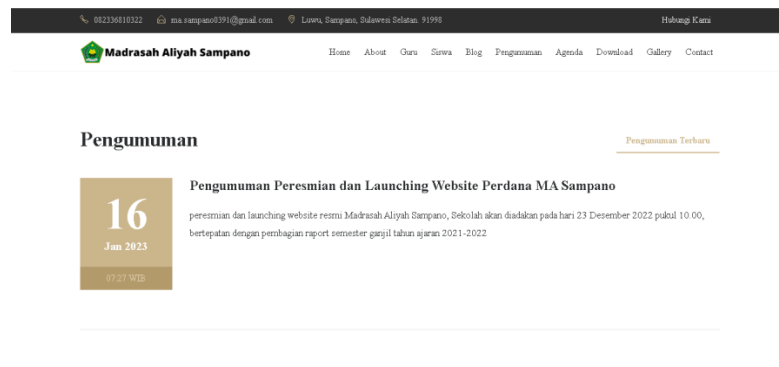 082336810322 ma.sampano0391@gmail.com Luwu, Sampano, Sulawesi Selatan. 91998 Hubungi Kami
Madrasah Aliyah Sampano Home About Guru Siswa Blog Pengumuman Agenda Download Gallery Contact
Pengumuman Pengumuman Terbaru
Pengumuman Peresmian dan Launching Website Perdana MA Sampano
16
Jan 2023
07:27 WIB
peresmian dan launching website resmi Madrasah Aliyah Sampano, Sekolah akan diadakan pada hari 23 Desember 2022 pukul 10.00,
bertepatan dengan pembagian raport semester ganjil tahun ajaran 2021-2022